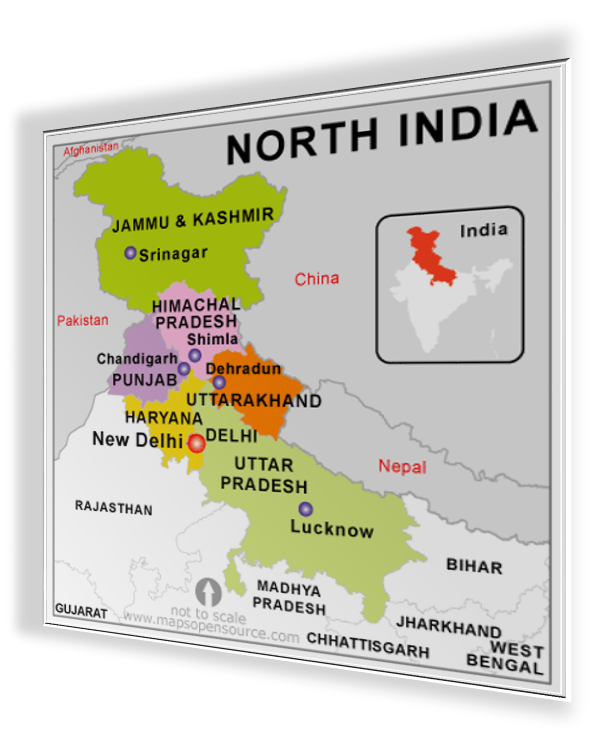 NORTH INDIA
Afghanistan
JAMMU & KASHMIR
Srinagar
India
China
Pakistan
HIMACHAL
PRADESH
Shimla
Chandigarh
PUNJAB
Dehradun
UTTARAKHAND
HARYANA
New Delhi
DELHI
UTTAR
PRADESH
Nepal
RAJASTHAN
Lucknow
BIHAR
MADHYA
PRADESH
GUJARAT
not to scale
www.mapsopensource.com
CHHATTISGARH
JHARKHAND
WEST
BENGAL